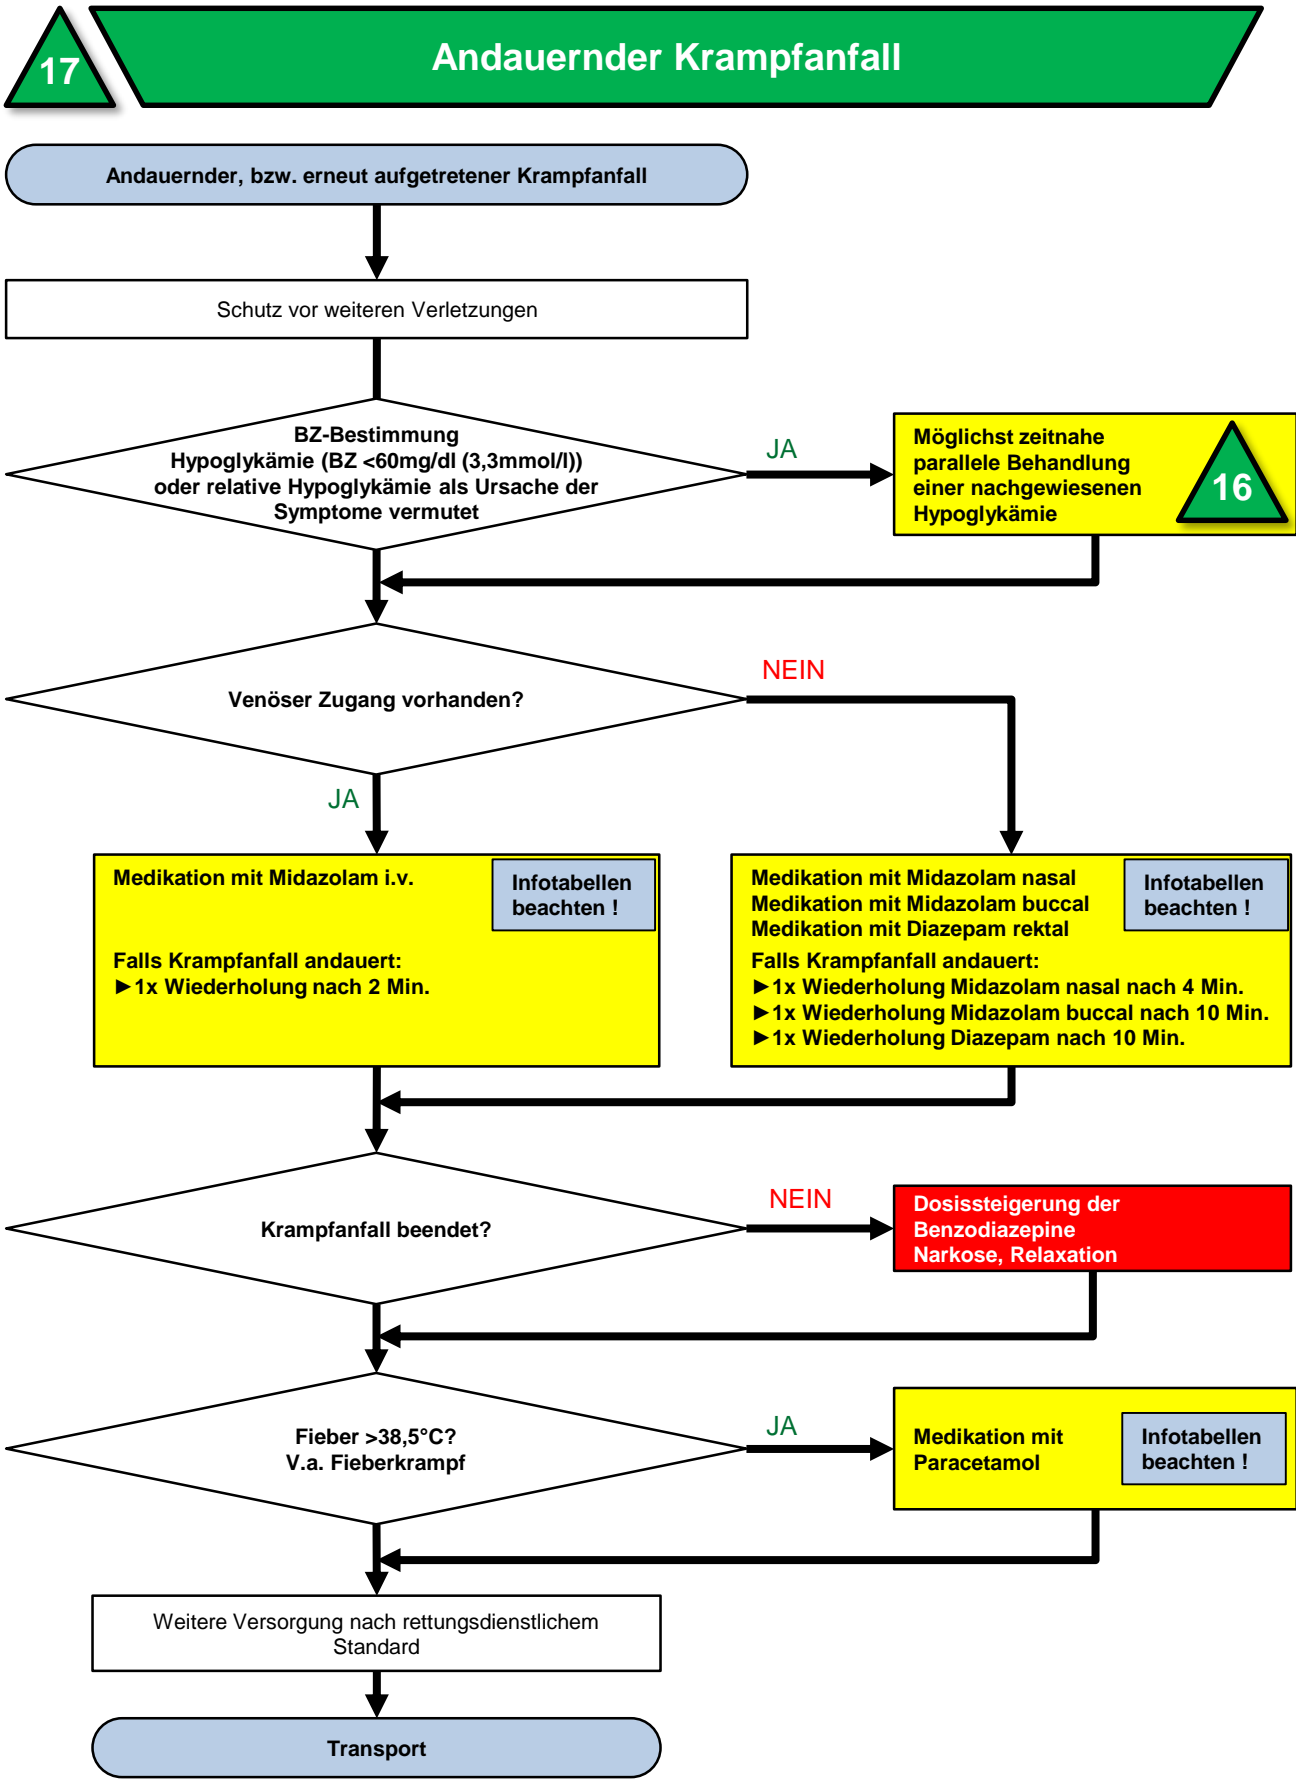 17
Andauernder Krampfanfall
Andauernder, bzw. erneut aufgetretener Krampfanfall
Schutz vor weiteren Verletzungen
BZ-Bestimmung
Hypoglykämie (BZ <60mg/dl (3,3mmol/l))
oder relative Hypoglykämie als Ursache der
Symptome vermutet
JA
Möglichst zeitnahe
parallele Behandlung
einer nachgewiesenen
Hypoglykämie
16
Venöser Zugang vorhanden?
NEIN
JA
Medikation mit Midazolam i.v.
Infotabellen
beachten !
Falls Krampfanfall andauert:
►1x Wiederholung nach 2 Min.
Medikation mit Midazolam nasal
Medikation mit Midazolam buccal
Medikation mit Diazepam rektal
Infotabellen
beachten !
Falls Krampfanfall andauert:
►1x Wiederholung Midazolam nasal nach 4 Min.
►1x Wiederholung Midazolam buccal nach 10 Min.
►1x Wiederholung Diazepam nach 10 Min.
Krampfanfall beendet?
NEIN
Dosissteigerung der
Benzodiazepine
Narkose, Relaxation
Fieber >38,5°C?
V.a. Fieberkrampf
JA
Medikation mit
Paracetamol
Infotabellen
beachten !
Weitere Versorgung nach rettungsdienstlichem
Standard
Transport